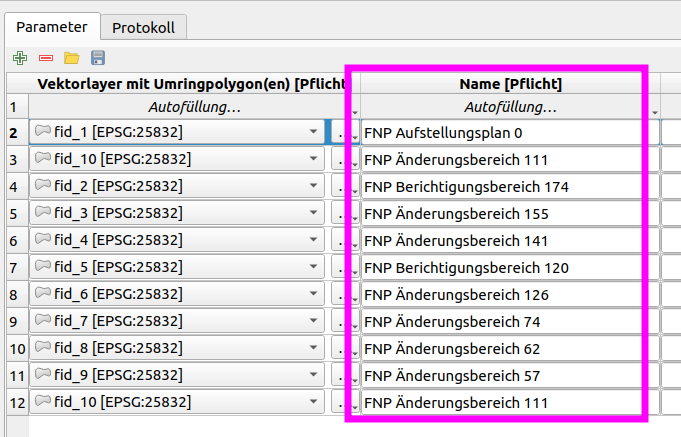 Parameter Protokoll
Vektorlayer mit Umringpolygon(en) [Pflicht] Name [Pflicht]
1 Autofüllung… Autofüllung…
2 fid_1 [EPSG:25832] … FNP Aufstellungsplan 0
3 fid_10 [EPSG:25832] … FNP Änderungsbereich 111
4 fid_2 [EPSG:25832] … FNP Berichtigungsbereich 174
5 fid_3 [EPSG:25832] … FNP Änderungsbereich 155
6 fid_4 [EPSG:25832] … FNP Änderungsbereich 141
7 fid_5 [EPSG:25832] … FNP Berichtigungsbereich 120
8 fid_6 [EPSG:25832] … FNP Änderungsbereich 126
9 fid_7 [EPSG:25832] … FNP Änderungsbereich 74
10 fid_8 [EPSG:25832] … FNP Änderungsbereich 62
11 fid_9 [EPSG:25832] … FNP Änderungsbereich 57
12 fid_10 [EPSG:25832] … FNP Änderungsbereich 111